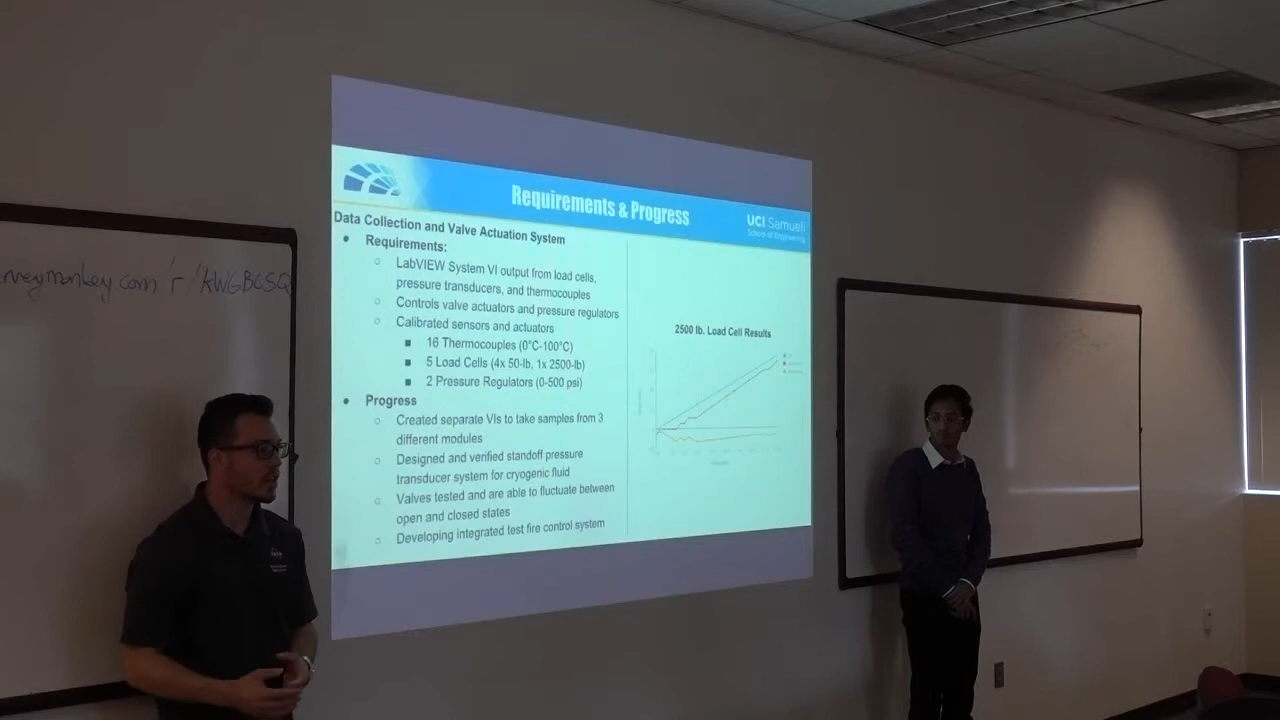 rveymonkey.com/r/KWGBCSQ
Requirements & Progress
UCI Samueli
School of Engineering
Data Collection and Valve Actuation System
● Requirements:
○ LabVIEW System VI output from load cells,
pressure transducers, and thermocouples
○ Controls valve actuators and pressure regulators
○ Calibrated sensors and actuators
■ 16 Thermocouples (0°C-100°C)
■ 5 Load Cells (4x 50-lb, 1x 2500-lb)
■ 2 Pressure Regulators (0-500 psi)
● Progress
○ Created separate VIs to take samples from 3
different modules
○ Designed and verified standoff pressure
transducer system for cryogenic fluid
○ Valves tested and are able to fluctuate between
open and closed states
○ Developing integrated test fire control system
2500 lb. Load Cell Results